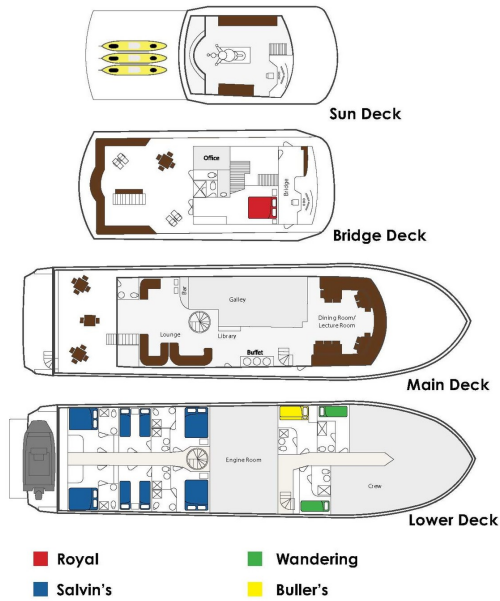 Sun Deck
Office
Bridge
Bridge Deck
Bar
Galley
Dining Room/
Lecture Room
Lounge
Library
Buffet
Main Deck
Engine Room
Crew
Lower Deck
Royal
Wandering
Salvin's
Buller's